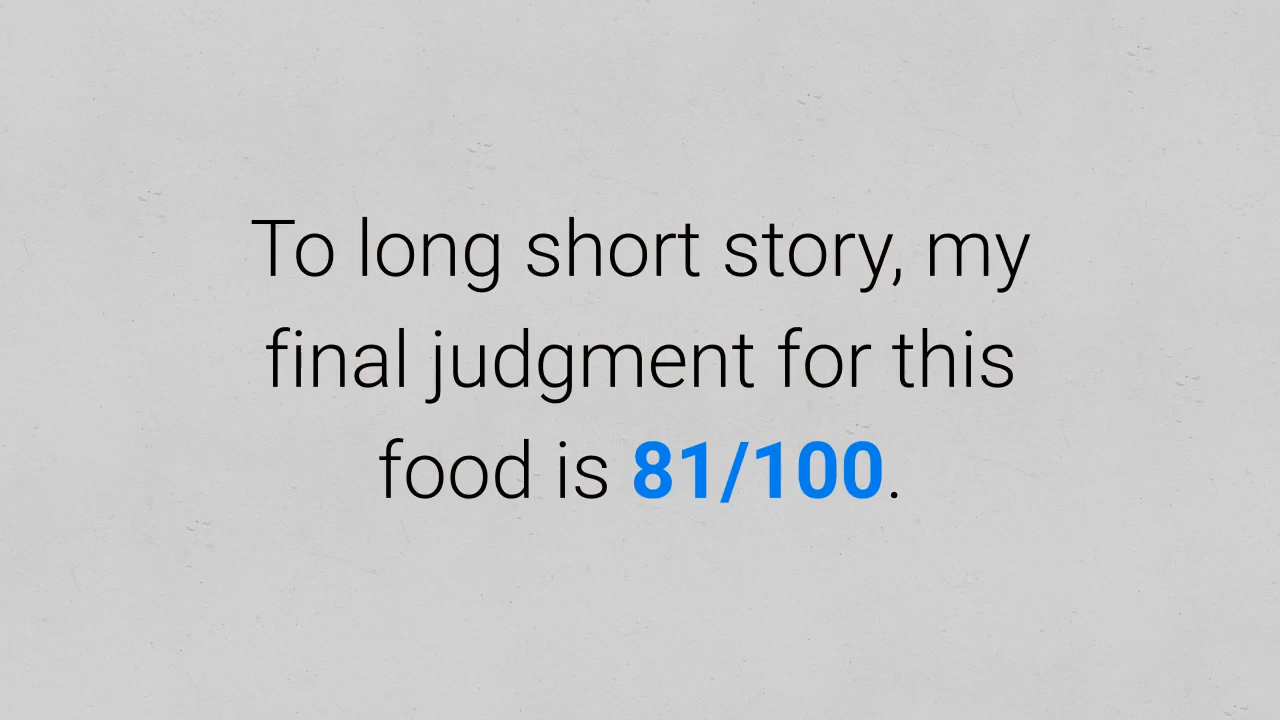 To long short story, my
final judgment for this
food is 81/100.